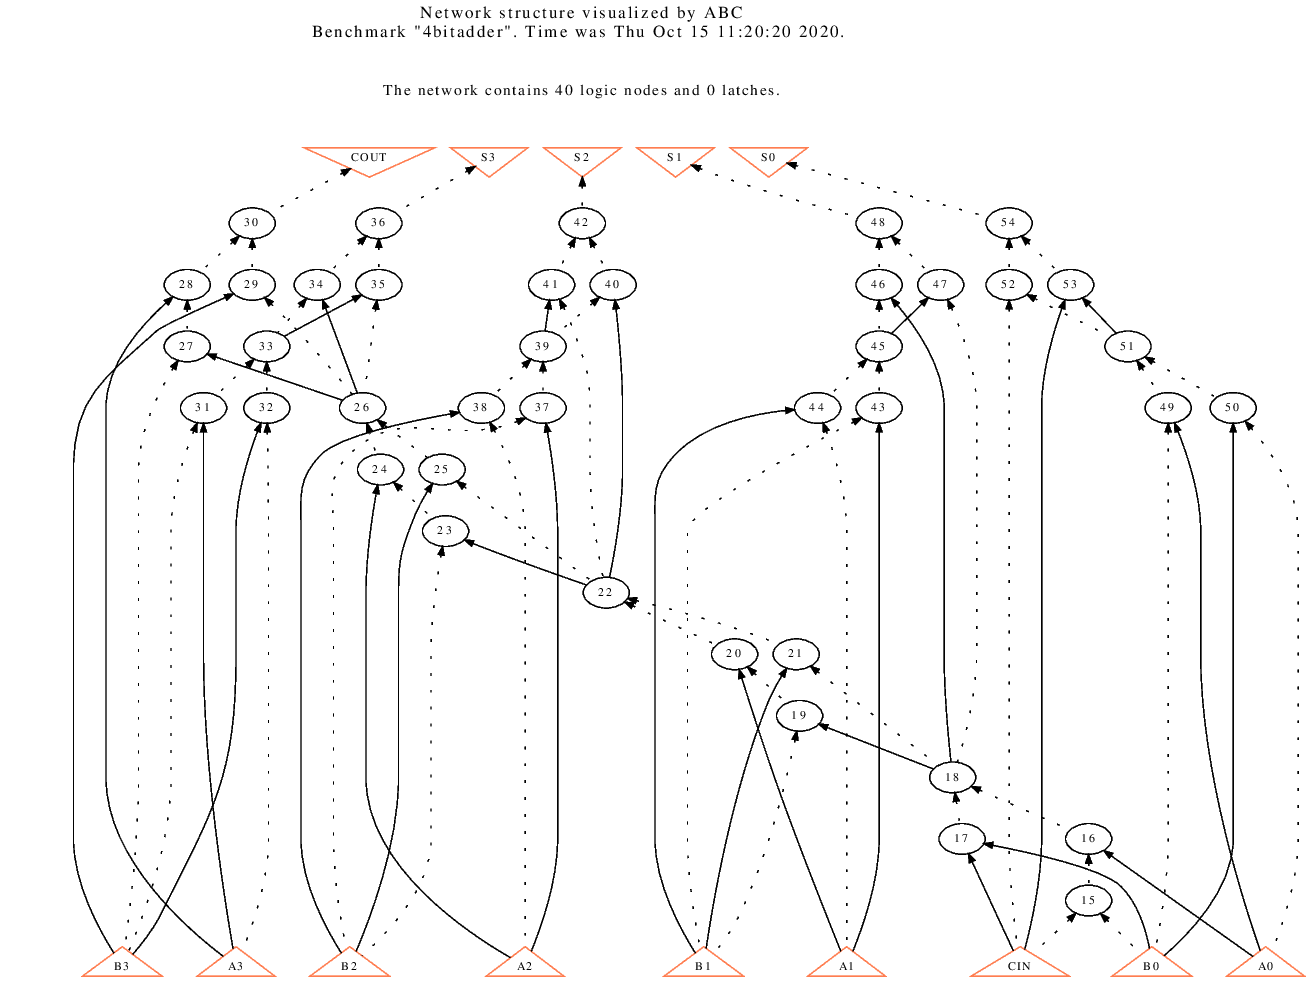 Network structure visualized by ABC
Benchmark "4bitadder". Time was Thu Oct 15 11:20:20 2020.
The network contains 40 logic nodes and 0 latches.
COUT S3 S2 S1 S0
30 36 42 48 54
28 29 34 35 41 40 46 47 52 53
27 33 39 45 51
31 32 26 38 37 44 43 49 50
24 25
23
22
20 21
19
18
17 16
15
B3 A3 B2 A2 B1 A1 CIN B0 A0